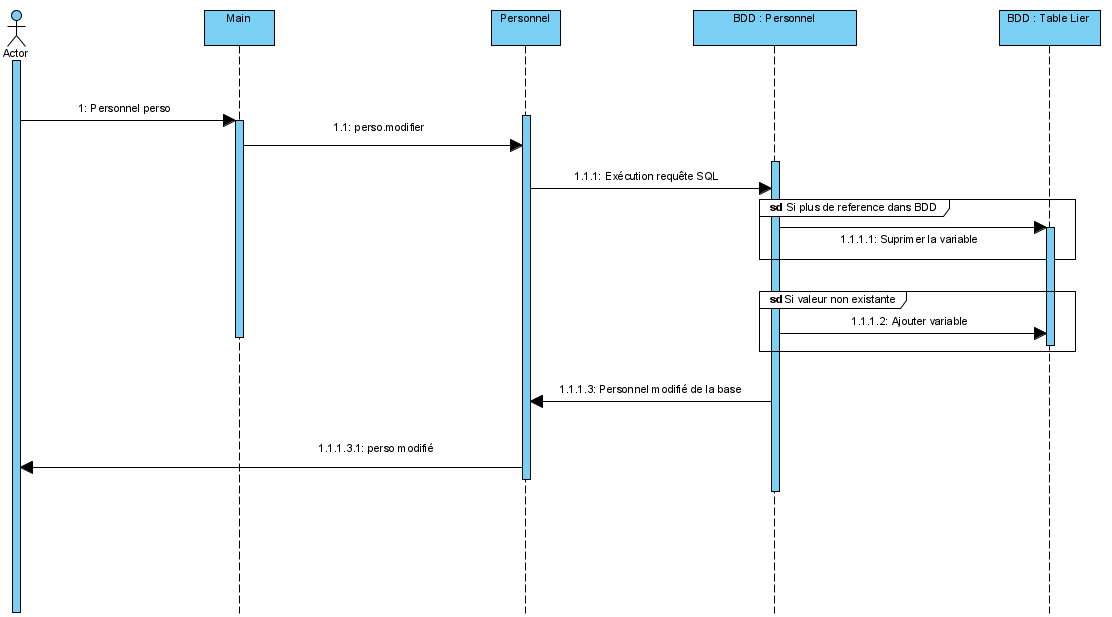 Main
Personnel
BDD : Personnel
BDD : Table Lier
Actor
1: Personnel perso
1.1: perso.modifier
1.1.1: Exécution requête SQL
sd Si plus de reference dans BDD
1.1.1.1: Suprimer la variable
sd Si valeur non existante
1.1.1.2: Ajouter variable
1.1.1.3: Personnel modifié de la base
1.1.1.3.1: perso modifié